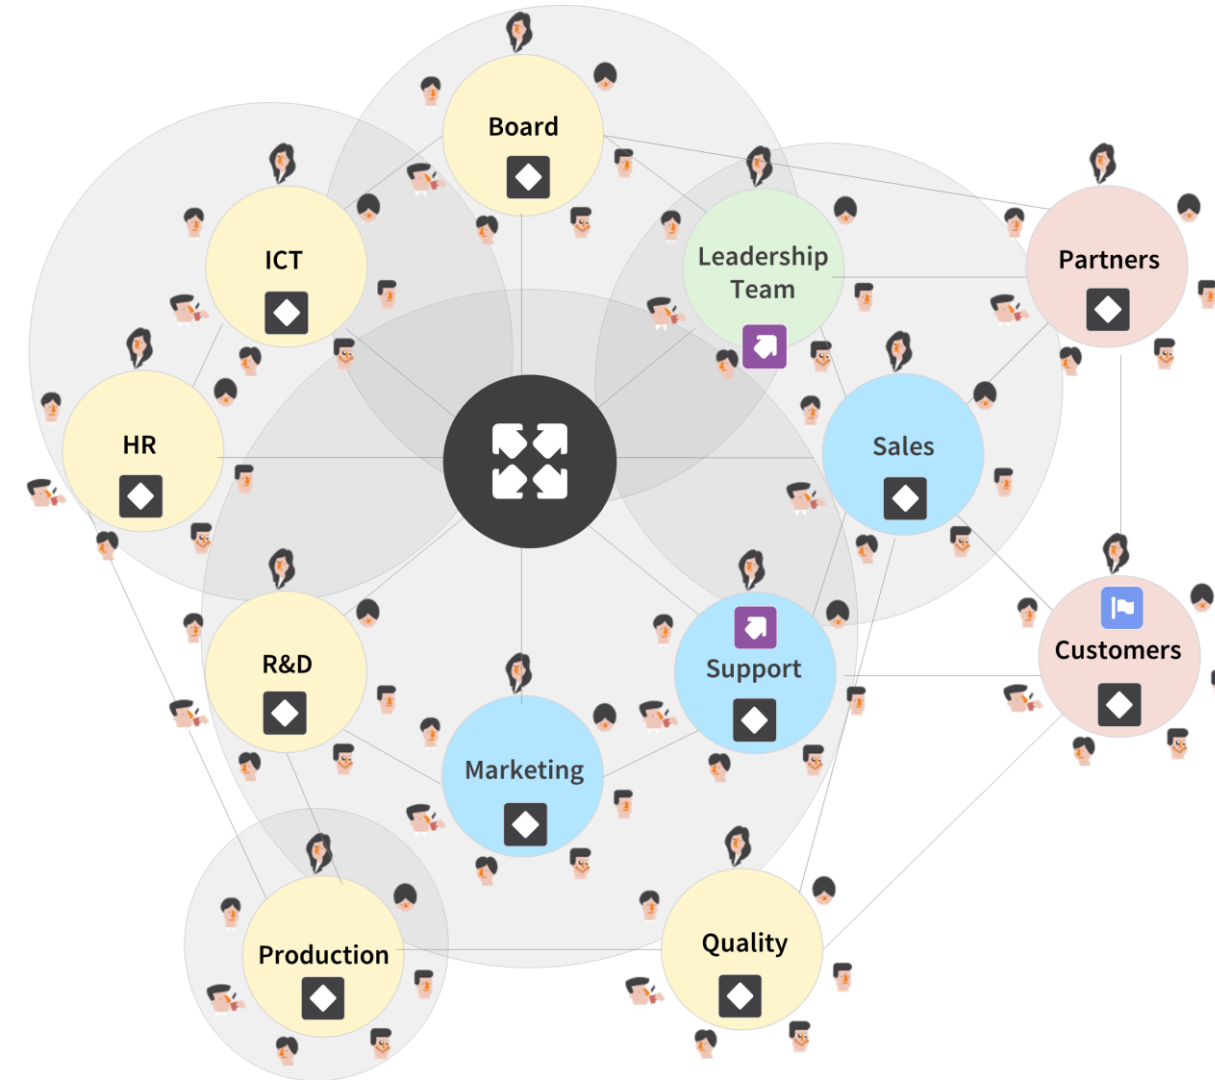 Board
ICT
Leadership
Team
Partners
HR
Sales
R&D
Support
Customers
Marketing
Production
Quality